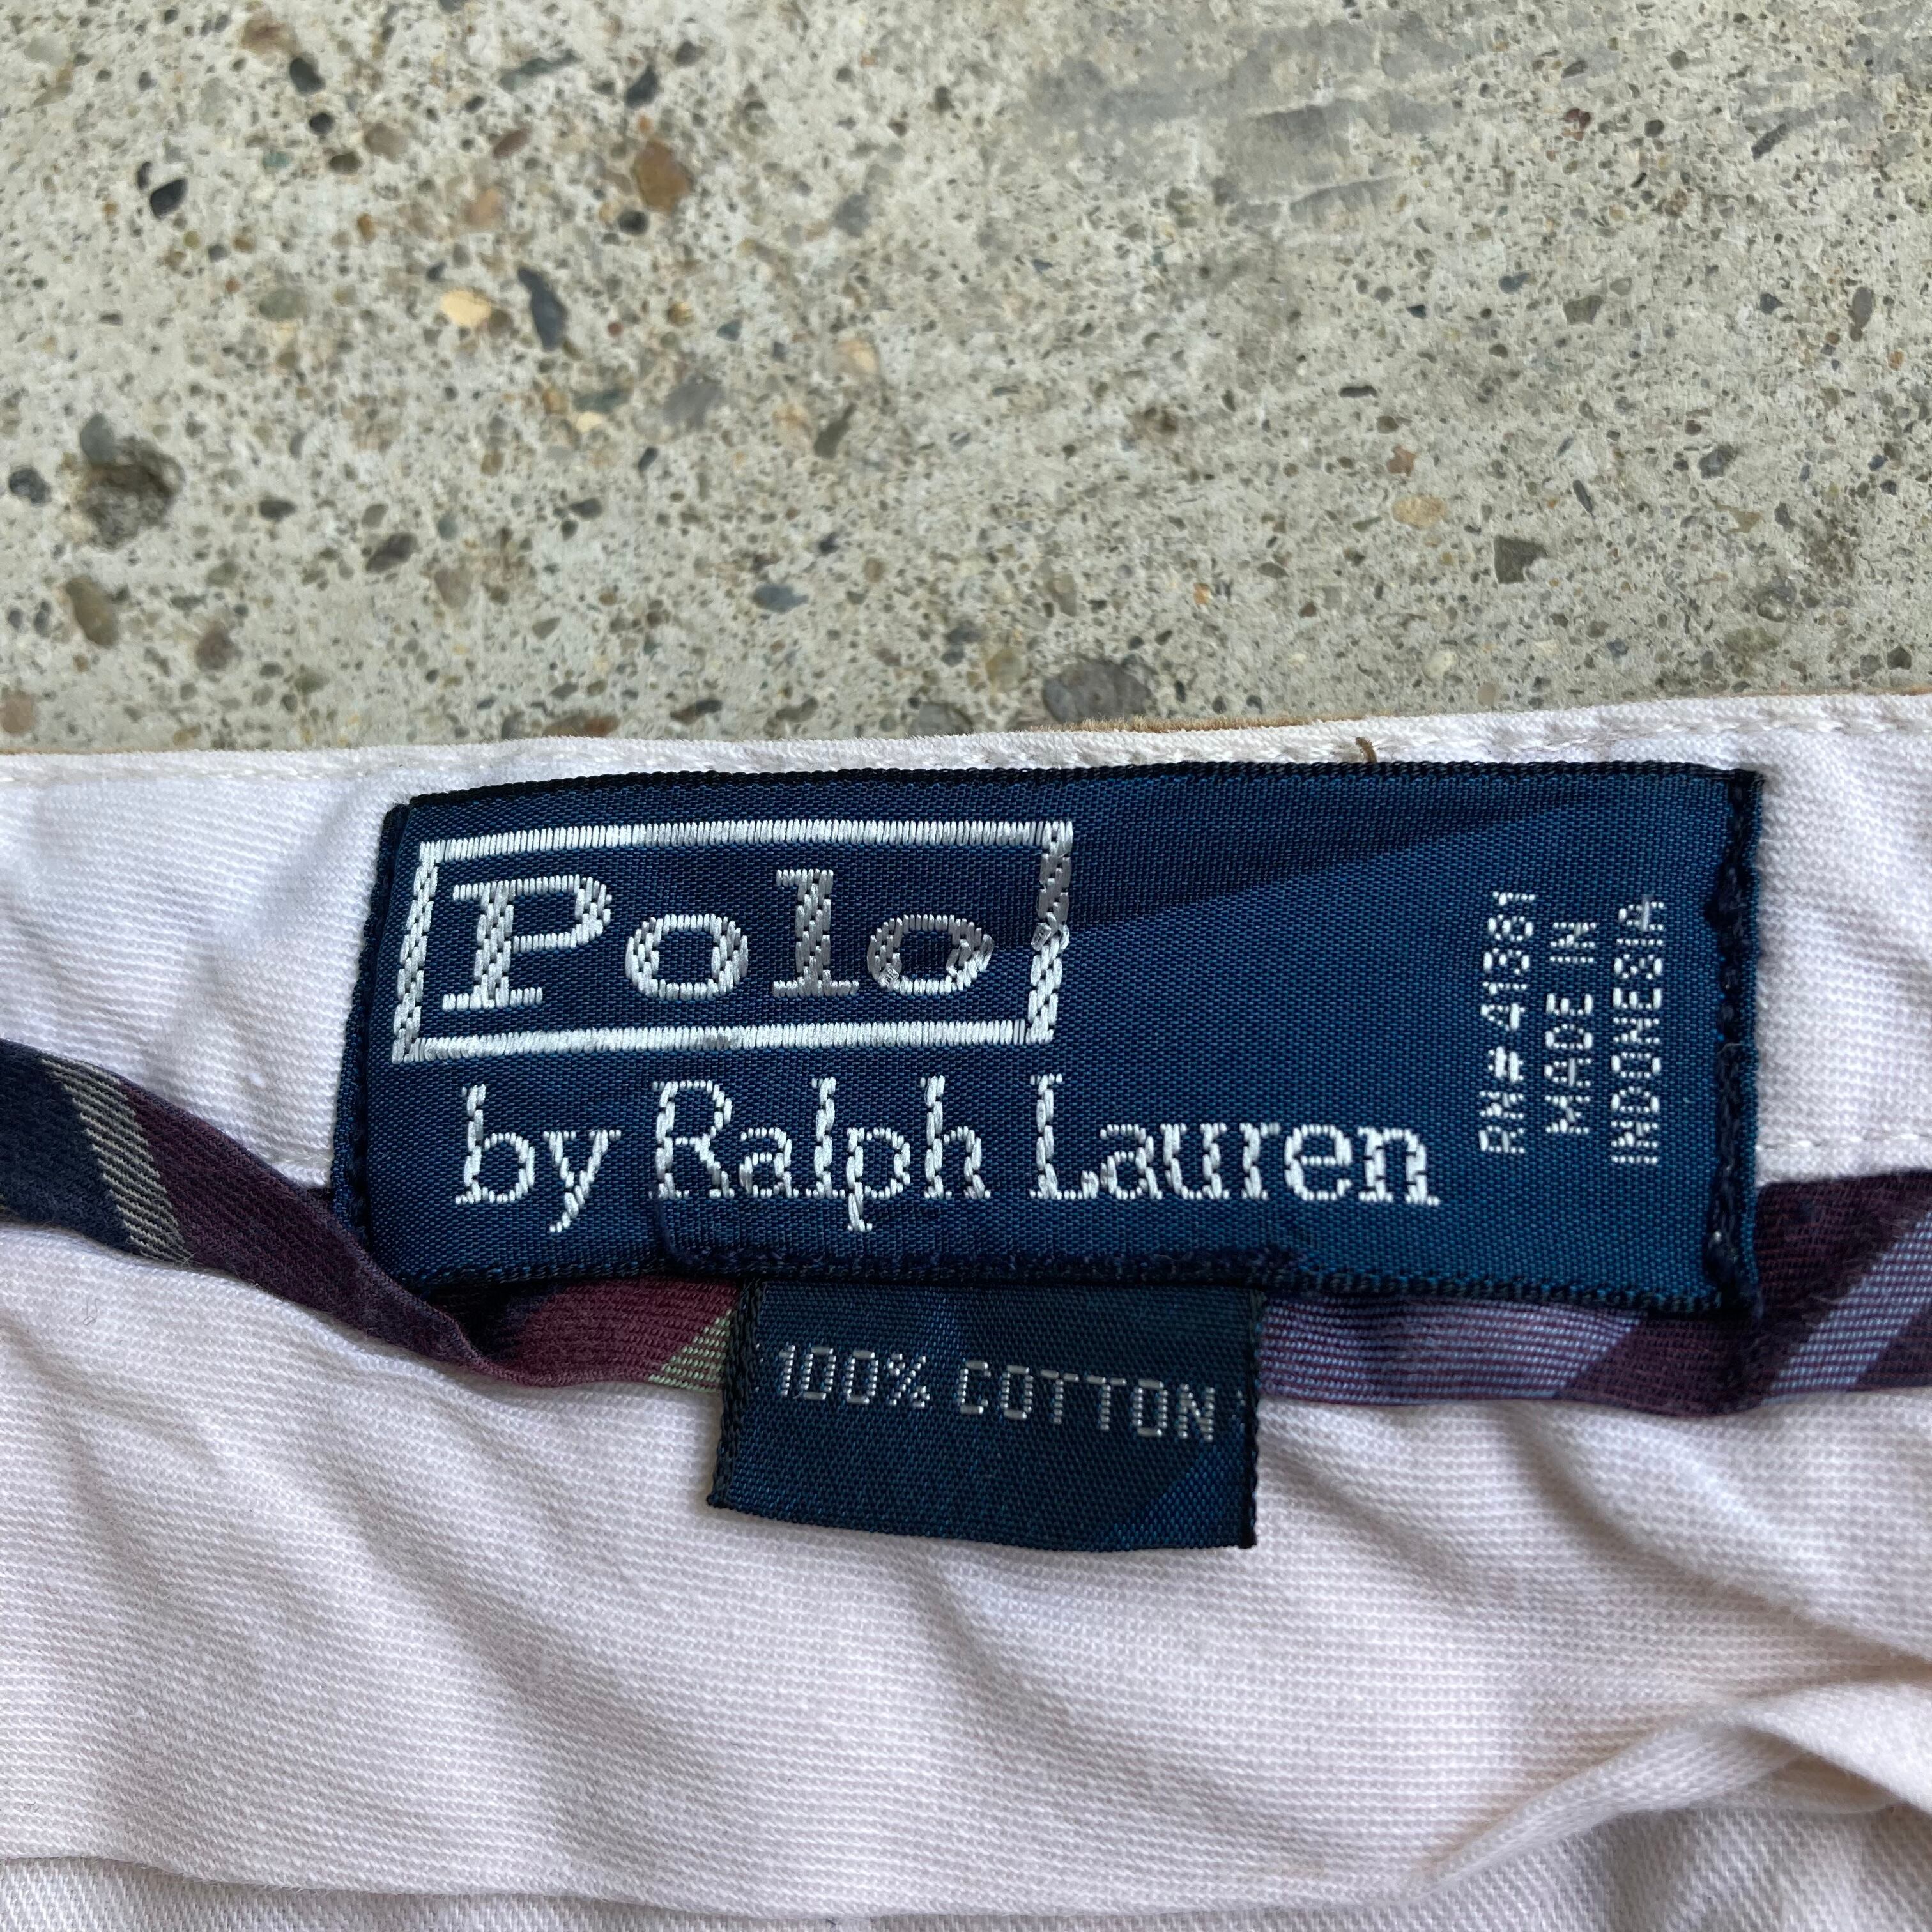 Polo
by Ralph Lauren
RN# 41381
MADE IN
INDONESIA
100% COTTON